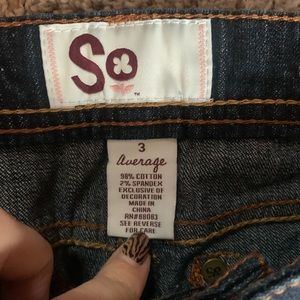 So
TM
3
Average
98% COTTON
2% SPANDEX
EXCLUSIVE OF
DECORATION
MADE IN
CHINA
RN#88083
SEE REVERSE
FOR CARE